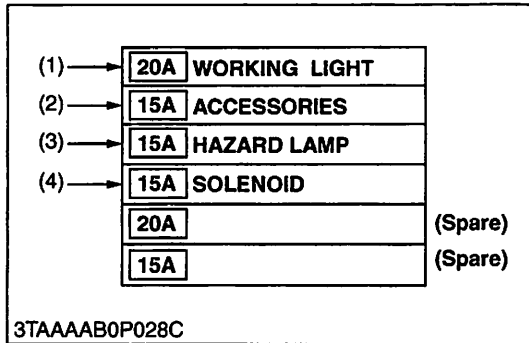 (1) 20A WORKING LIGHT
(2) 15A ACCESSORIES
(3) 15A HAZARD LAMP
(4) 15A SOLENOID
20A (Spare)
15A (Spare)
3TAAAAB0P028C